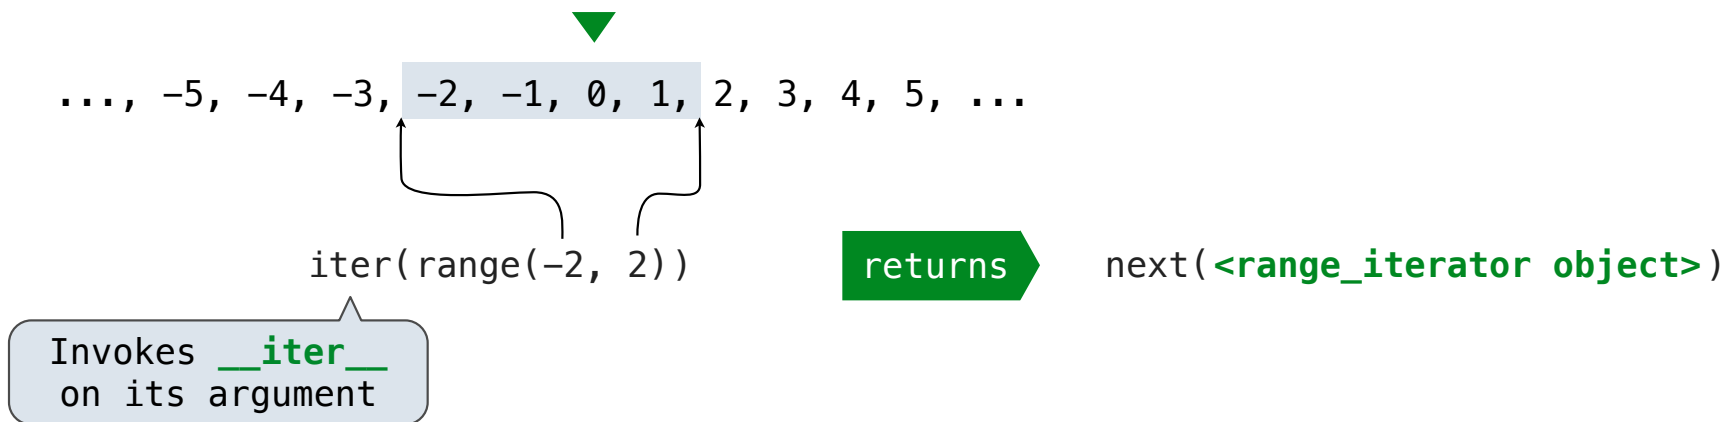 ..., −5, −4, −3, −2, −1, 0, 1, 2, 3, 4, 5, ...
iter(range(−2, 2))
returns
next(<range_iterator object>)
Invokes __iter__
on its argument